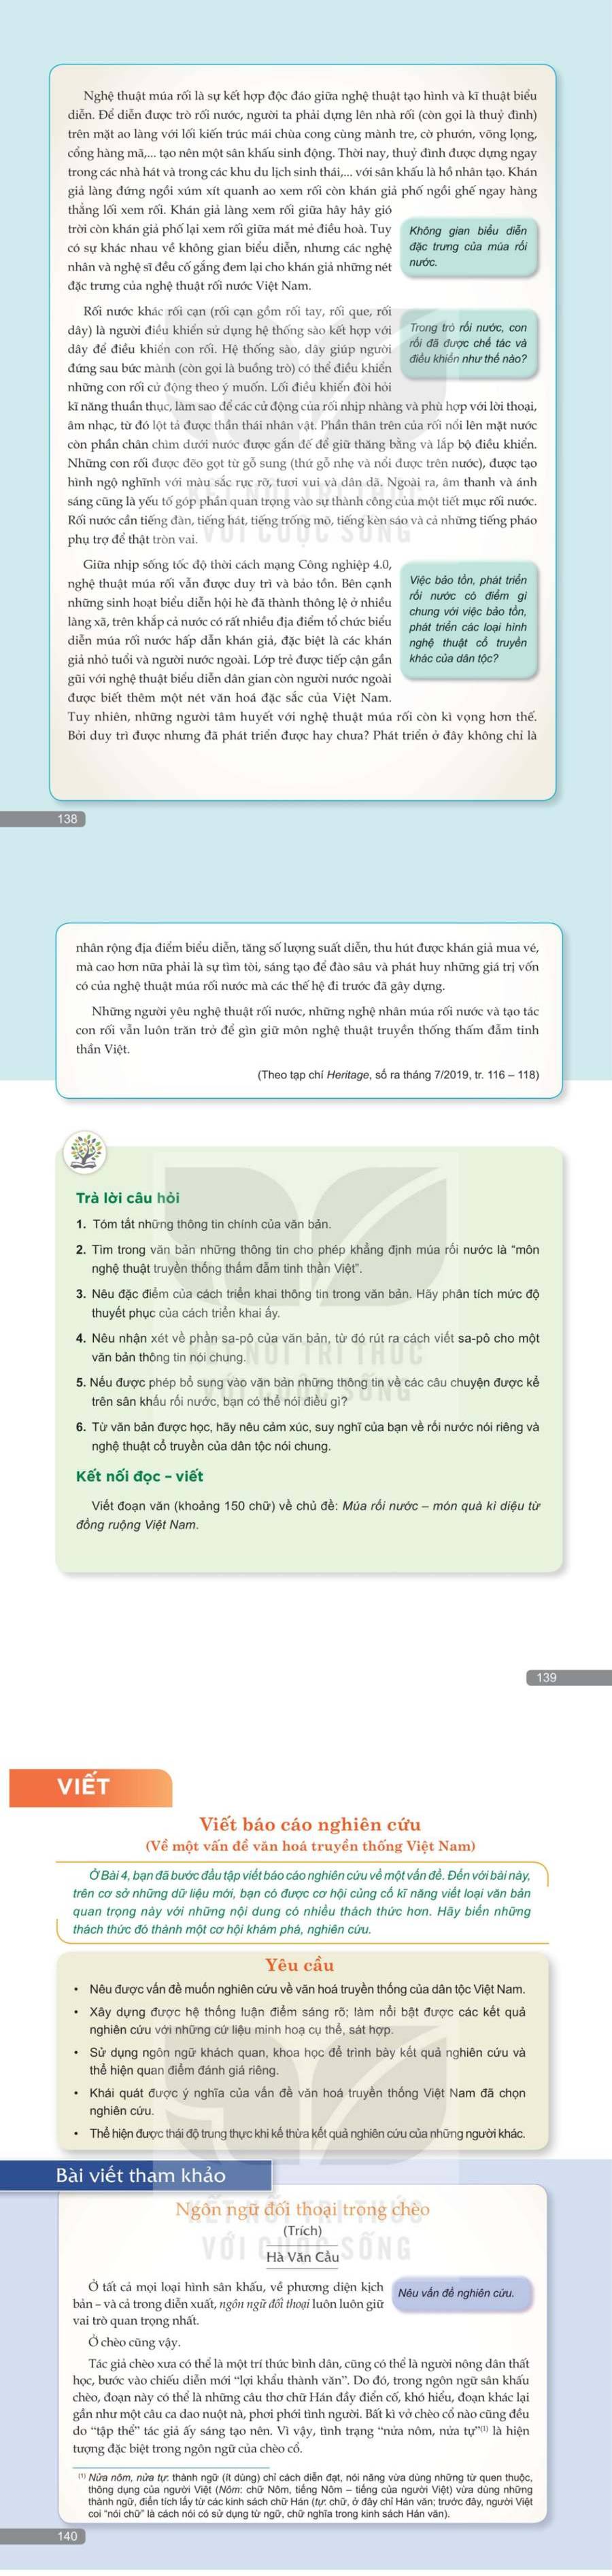 Nghệ thuật múa rối là sự kết hợp độc đáo giữa nghệ thuật tạo hình và kĩ thuật biểu
diễn. Để diễn được trò rối nước, người ta phải dựng lên nhà rối (còn gọi là thuỷ đình)
trên mặt ao làng với lối kiến trúc mái chùa cong cùng mành tre, cờ phướn, võng lọng,
cổng hàng mã,... tạo nên một sân khấu sinh động. Thời nay, thuỷ đình được dựng ngay
trong các nhà hát và trong các khu du lịch sinh thái,... với sân khấu là hồ nhân tạo. Khán
giả làng đứng ngồi xúm xít quanh ao xem rối còn khán giả phố ngồi ghế ngay hàng
thẳng lối xem rối. Khán giả làng xem rối giữa hây hây gió
trời còn khán giả phố lại xem rối giữa mát mẻ điều hoà. Tuy
có sự khác nhau về không gian biểu diễn, nhưng các nghệ
nhân và nghệ sĩ đều cố gắng đem lại cho khán giả những nét
đặc trưng của nghệ thuật rối nước Việt Nam.
Không gian biểu diễn
đặc trưng của múa rối
nước.
Rối nước khác rối cạn (rối cạn gồm rối tay, rối que, rối
dây) là người điều khiển sử dụng hệ thống sào kết hợp với
dây để điều khiển con rối. Hệ thống sào, dây giúp người
đứng sau bức mành (còn gọi là buồng trò) có thể điều khiển
những con rối cử động theo ý muốn. Lối điều khiển đòi hỏi
kĩ năng thuần thục, làm sao để các cử động của rối nhịp nhàng và phù hợp với lời thoại,
âm nhạc, từ đó lột tả được thần thái nhân vật. Phần thân trên của rối nổi lên mặt nước
còn phần chân chìm dưới nước được gắn đế để giữ thăng bằng và lắp bộ điều khiển.
Những con rối được đẽo gọt từ gỗ sung (thứ gỗ nhẹ và nổi được trên nước), được tạo
hình ngộ nghĩnh với màu sắc rực rỡ, tươi vui và dân dã. Ngoài ra, âm thanh và ánh
sáng cũng là yếu tố góp phần quan trọng vào sự thành công của một tiết mục rối nước.
Rối nước cần tiếng đàn, tiếng hát, tiếng trống mõ, tiếng kèn sáo và cả những tiếng pháo
phụ trợ để thật tròn vai.
Trong trò rối nước, con
rối đã được chế tác và
điều khiển như thế nào?
Giữa nhịp sống tốc độ thời cách mạng Công nghiệp 4.0,
nghệ thuật múa rối vẫn được duy trì và bảo tồn. Bên cạnh
những sinh hoạt biểu diễn hội hè đã thành thông lệ ở nhiều
làng xã, trên khắp cả nước có rất nhiều địa điểm tổ chức biểu
diễn múa rối nước hấp dẫn khán giả, đặc biệt là các khán
giả nhỏ tuổi và người nước ngoài. Lớp trẻ được tiếp cận gần
gũi với nghệ thuật biểu diễn dân gian còn người nước ngoài
được biết thêm một nét văn hoá đặc sắc của Việt Nam.
Tuy nhiên, những người tâm huyết với nghệ thuật múa rối còn kì vọng hơn thế.
Bởi duy trì được nhưng đã phát triển được hay chưa? Phát triển ở đây không chỉ là
Việc bảo tồn, phát triển
rối nước có điểm gì
chung với việc bảo tồn,
phát triển các loại hình
nghệ thuật cổ truyền
khác của dân tộc?
KẾT NỐI TRI THỨC
VỚI CUỘC SỐNG
138
nhân rộng địa điểm biểu diễn, tăng số lượng suất diễn, thu hút được khán giả mua vé,
mà cao hơn nữa phải là sự tìm tòi, sáng tạo để đào sâu và phát huy những giá trị vốn
có của nghệ thuật múa rối nước mà các thế hệ đi trước đã gây dựng.
Những người yêu nghệ thuật rối nước, những nghệ nhân múa rối nước và tạo tác
con rối vẫn luôn trăn trở để gìn giữ môn nghệ thuật truyền thống thấm đẫm tinh
thần Việt.
(Theo tạp chí Heritage, số ra tháng 7/2019, tr. 116 – 118)
Trả lời câu hỏi
1. Tóm tắt những thông tin chính của văn bản.
2. Tìm trong văn bản những thông tin cho phép khẳng định múa rối nước là “môn
nghệ thuật truyền thống thấm đẫm tinh thần Việt”.
3. Nêu đặc điểm của cách triển khai thông tin trong văn bản. Hãy phân tích mức độ
thuyết phục của cách triển khai ấy.
4. Nêu nhận xét về phần sa-pô của văn bản, từ đó rút ra cách viết sa-pô cho một
văn bản thông tin nói chung.
5. Nếu được phép bổ sung vào văn bản những thông tin về các câu chuyện được kể
trên sân khấu rối nước, bạn có thể nói điều gì?
6. Từ văn bản được học, hãy nêu cảm xúc, suy nghĩ của bạn về rối nước nói riêng và
nghệ thuật cổ truyền của dân tộc nói chung.
Kết nối đọc - viết
Viết đoạn văn (khoảng 150 chữ) về chủ đề: Múa rối nước – món quà kì diệu từ
đồng ruộng Việt Nam.
KẾT NỐI TRI THỨC
VỚI CUỘC SỐNG
139
VIẾT
Viết báo cáo nghiên cứu
(Về một vấn đề văn hoá truyền thống Việt Nam)
Ở Bài 4, bạn đã bước đầu tập viết báo cáo nghiên cứu về một vấn đề. Đến với bài này,
trên cơ sở những dữ liệu mới, bạn có được cơ hội củng cố kĩ năng viết loại văn bản
quan trọng này với những nội dung có nhiều thách thức hơn. Hãy biến những
thách thức đó thành một cơ hội khám phá, nghiên cứu.
Yêu cầu
• Nêu được vấn đề muốn nghiên cứu về văn hoá truyền thống của dân tộc Việt Nam.
• Xây dựng được hệ thống luận điểm sáng rõ; làm nổi bật được các kết quả
nghiên cứu với những cứ liệu minh hoạ cụ thể, sát hợp.
• Sử dụng ngôn ngữ khách quan, khoa học để trình bày kết quả nghiên cứu và
thể hiện quan điểm đánh giá riêng.
• Khái quát được ý nghĩa của vấn đề văn hoá truyền thống Việt Nam đã chọn
nghiên cứu.
• Thể hiện được thái độ trung thực khi kế thừa kết quả nghiên cứu của những người khác.
Bài viết tham khảo
Ngôn ngữ đối thoại trong chèo
(Trích)
Hà Văn Cầu
KẾT NỐI TRI THỨC
VỚI CUỘC SỐNG
Ở tất cả mọi loại hình sân khấu, về phương diện kịch
bản – và cả trong diễn xuất, ngôn ngữ đối thoại luôn luôn giữ
vai trò quan trọng nhất.
Nêu vấn đề nghiên cứu.
Ở chèo cũng vậy.
Tác giả chèo xưa có thể là một trí thức bình dân, cũng có thể là người nông dân thất
học, bước vào chiếu diễn mới “lợi khẩu thành văn”. Do đó, trong ngôn ngữ sân khấu
chèo, đoạn này có thể là những câu thơ chữ Hán đầy điển cố, khó hiểu, đoạn khác lại
gần như một câu ca dao nuột nà, phơi phới tình người. Bất kì vở chèo cổ nào cũng đều
do “tập thể” tác giả ấy sáng tạo nên. Vì vậy, tình trạng “nửa nôm, nửa tự”(1) là hiện
tượng đặc biệt trong ngôn ngữ của chèo cổ.
(1) Nửa nôm, nửa tự: thành ngữ (ít dùng) chỉ cách diễn đạt, nói năng vừa dùng những từ quen thuộc,
thông dụng của người Việt (Nôm: chữ Nôm, tiếng Nôm – tiếng của người Việt) vừa dùng những
thành ngữ, điển tích lấy từ các kinh sách chữ Hán (tự: chữ, ở đây chỉ Hán văn; trước đây, người Việt
coi “nói chữ” là cách nói có sử dụng từ ngữ, chữ nghĩa trong kinh sách Hán văn).
140